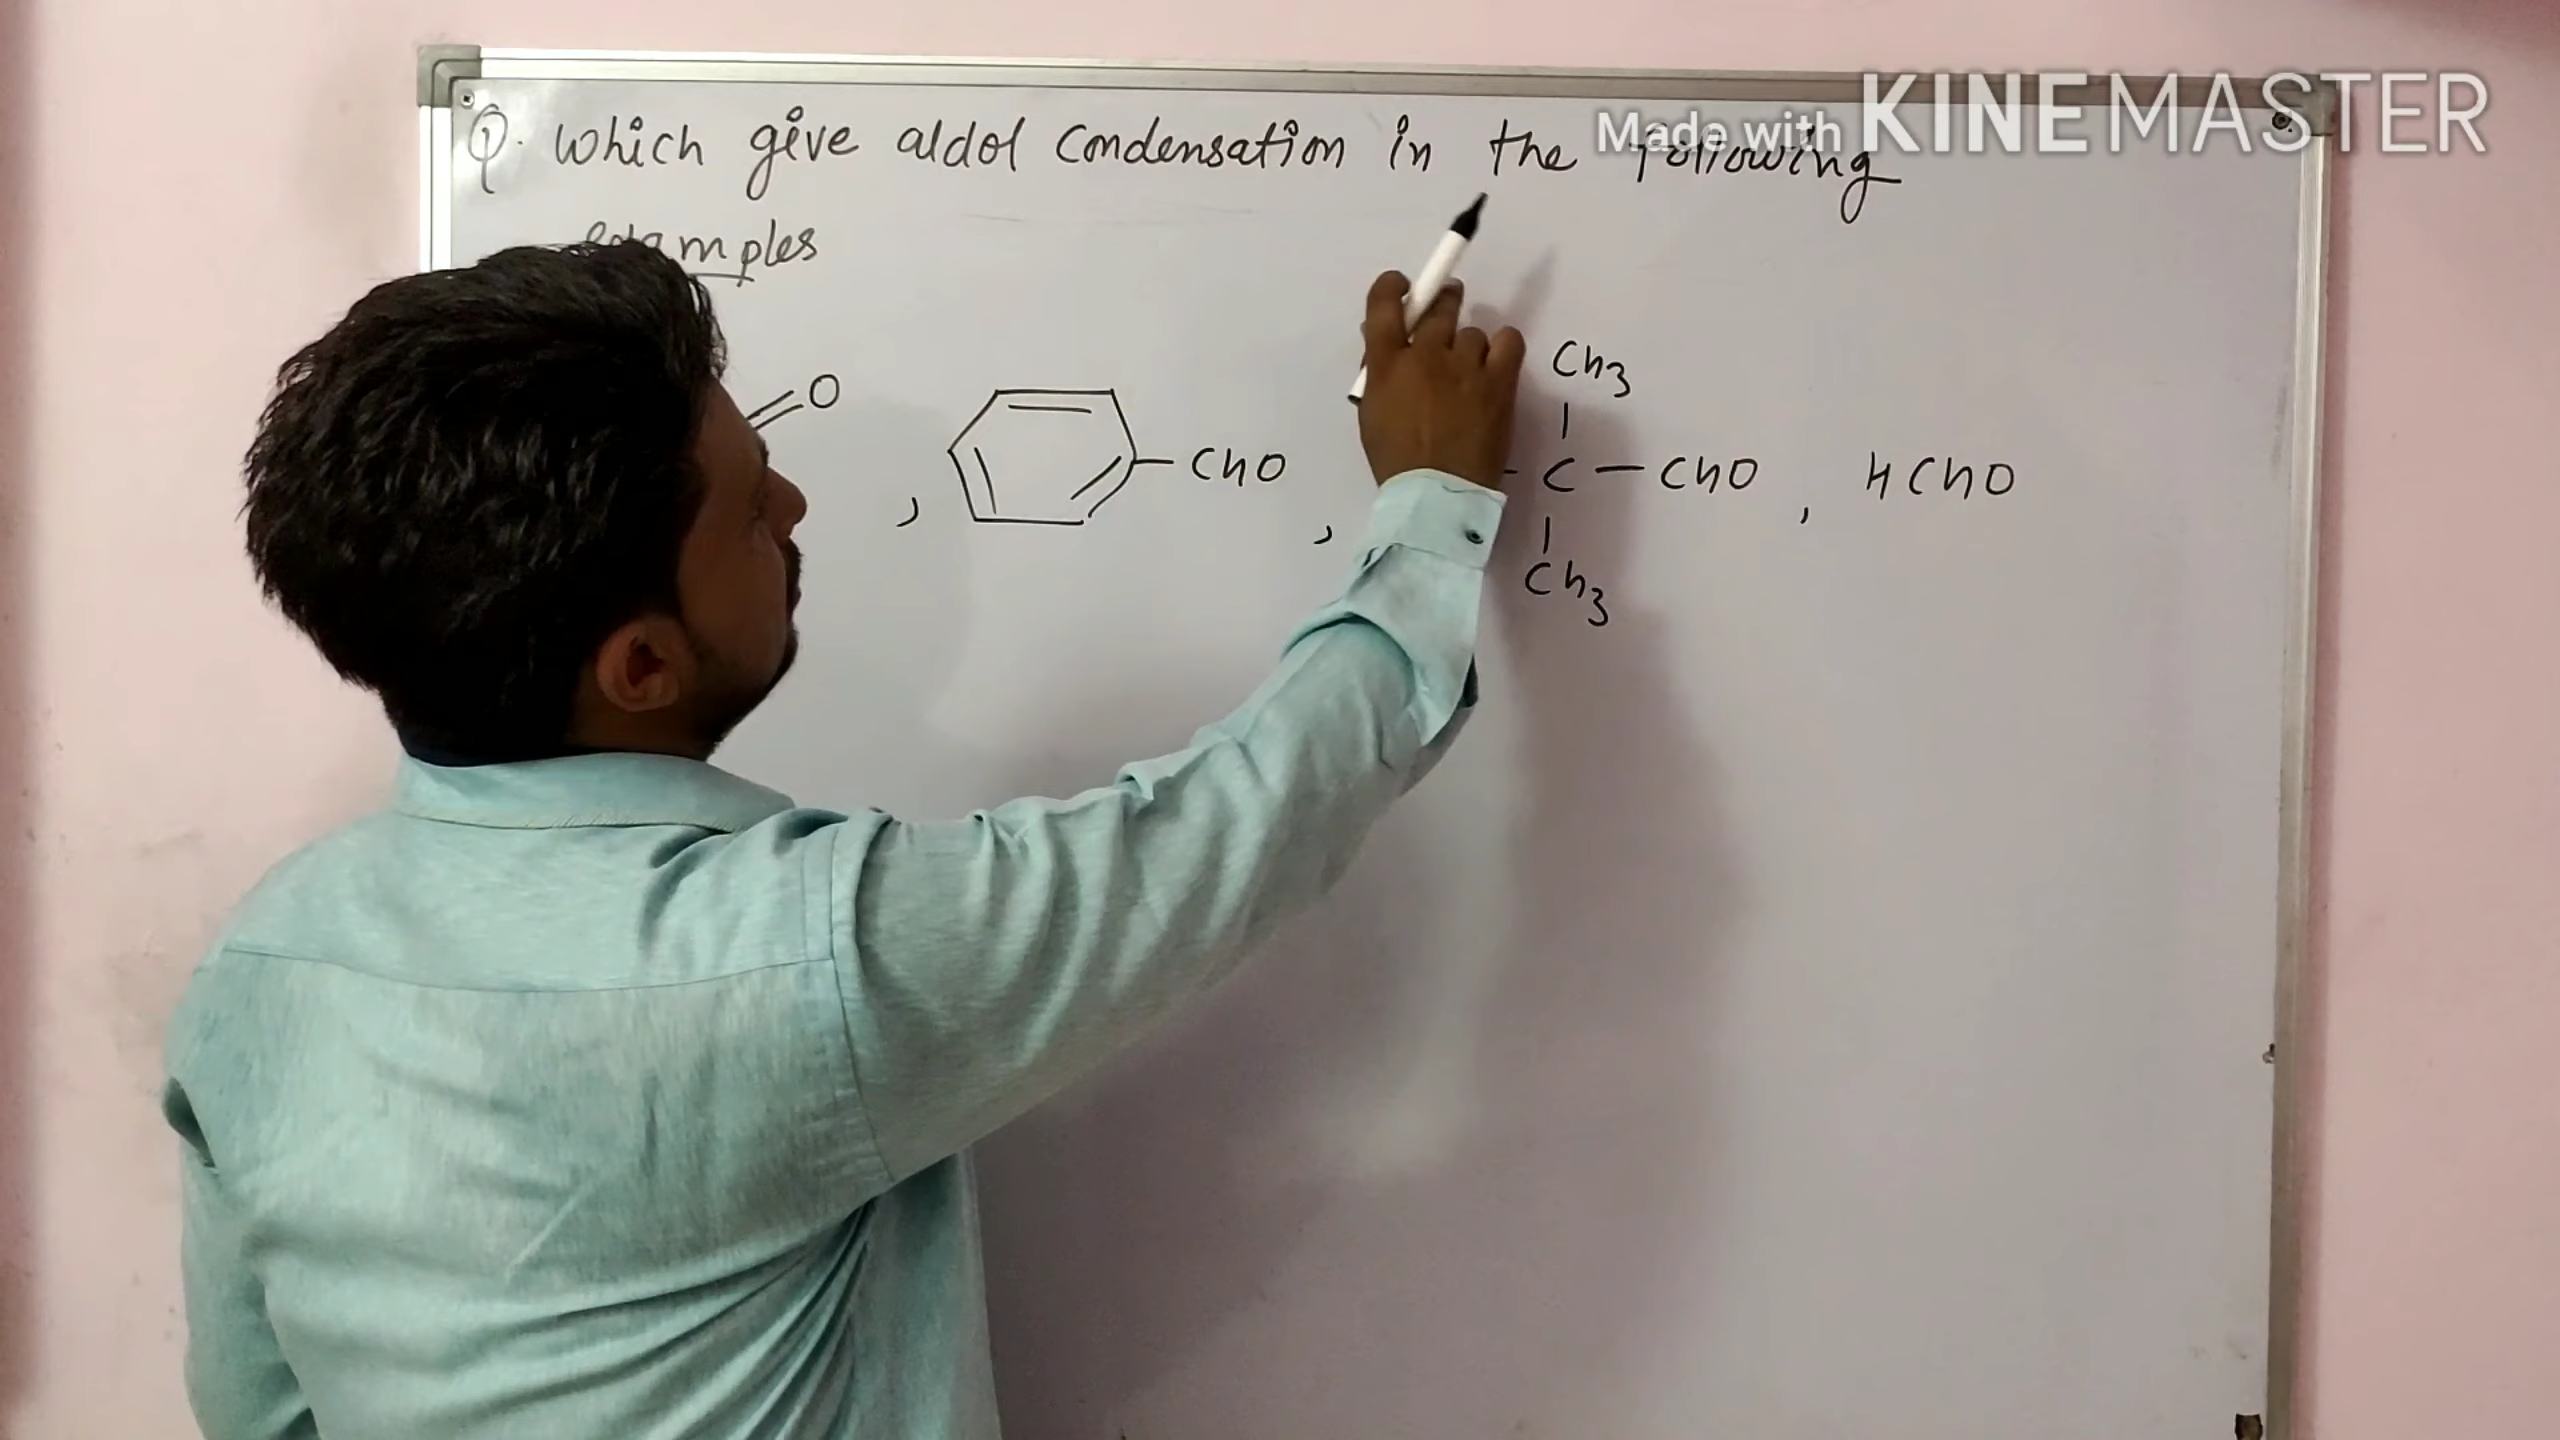 Made with KINEMASTER
Q. which give aldol condensation in the following
examples
O
, CHO , C — CHO , HCHO
CH3
CH3